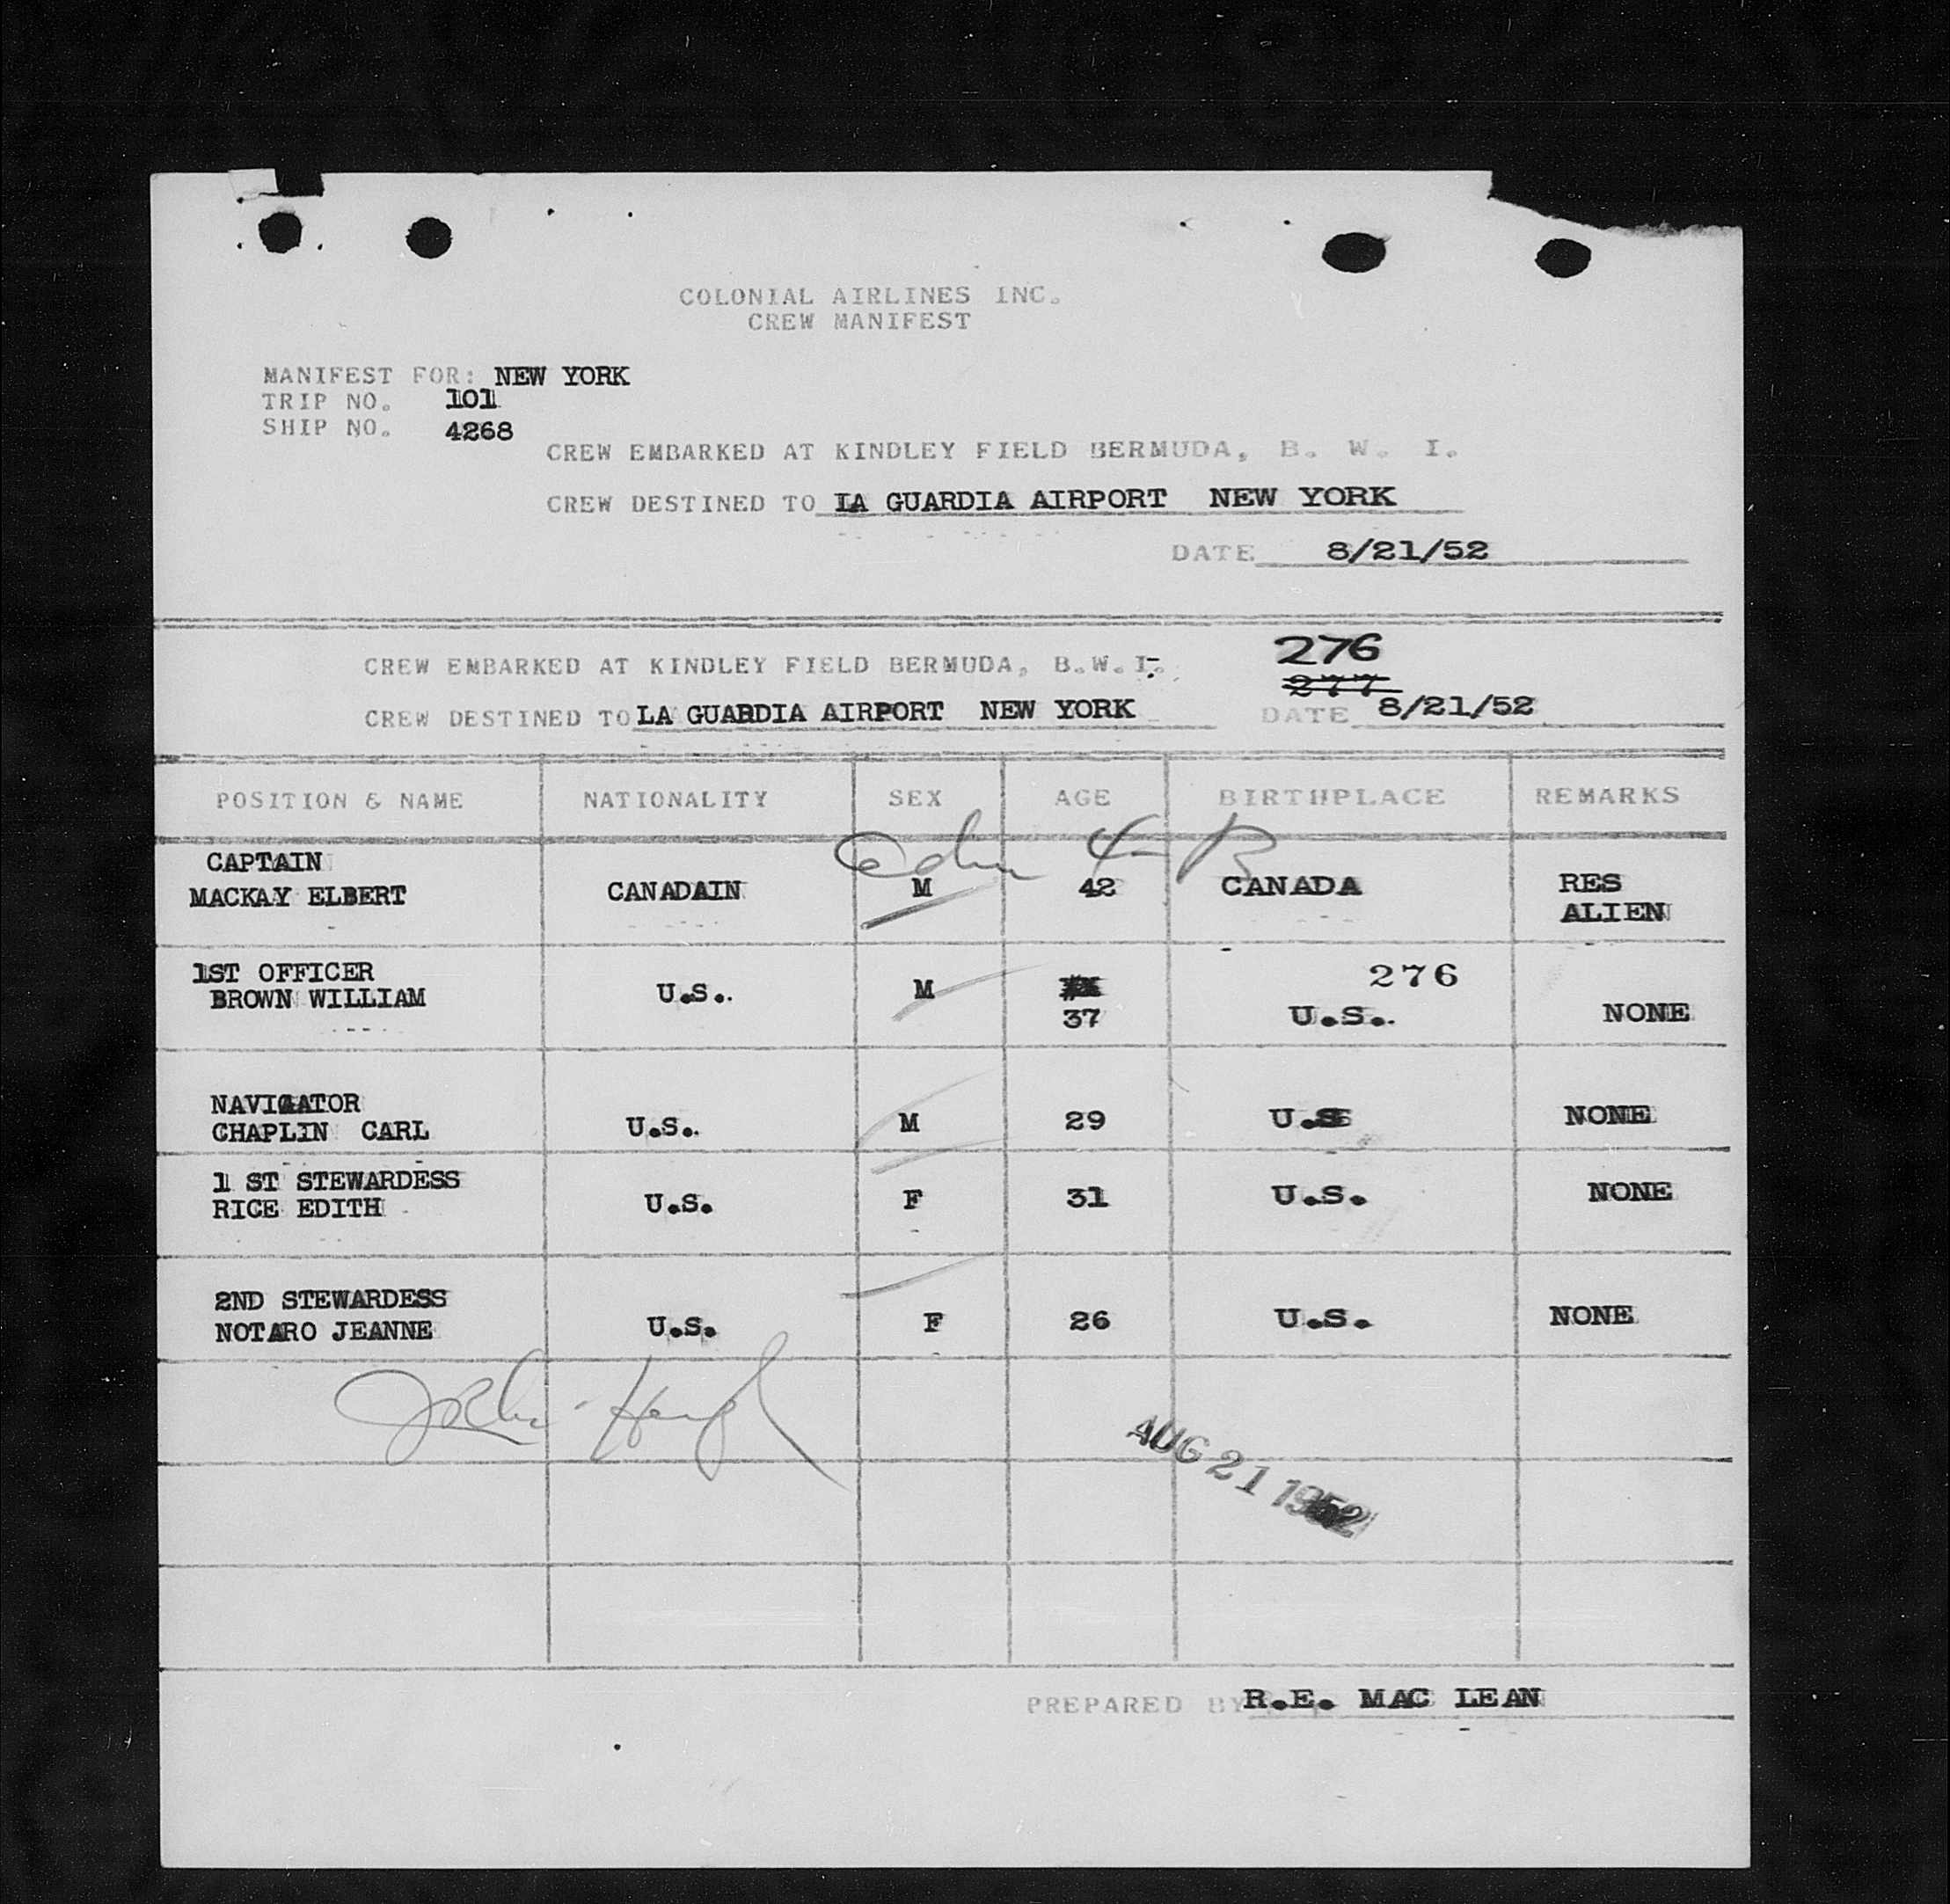 COLONIAL AIRLINES INC.
CREW MANIFEST
MANIFEST FOR: NEW YORK
TRIP NO. 101
SHIP NO. 4268
CREW EMBARKED AT KINDLEY FIELD BERMUDA, B. W. I.
CREW DESTINED TO LA GUARDIA AIRPORT NEW YORK
DATE 8/21/52
276
CREW EMBARKED AT KINDLEY FIELD BERMUDA, B.W.I.
277
CREW DESTINED TO LA GUARDIA AIRPORT NEW YORK DATE 8/21/52
POSITION & NAME NATIONALITY SEX AGE BIRTHPLACE REMARKS
CAPTAIN
MACKAY ELBERT CANADAIN M 42 CANADA RES
ALIEN
1ST OFFICER 276
BROWN WILLIAM U.S. M 37 U.S. NONE
NAVIGATOR
CHAPLIN CARL U.S. M 29 U.S NONE
1 ST STEWARDESS
RICE EDITH U.S. F 31 U.S. NONE
2ND STEWARDESS
NOTARO JEANNE U.S. F 26 U.S. NONE
AUG 21 1952
PREPARED BY R.E. MAC LEAN